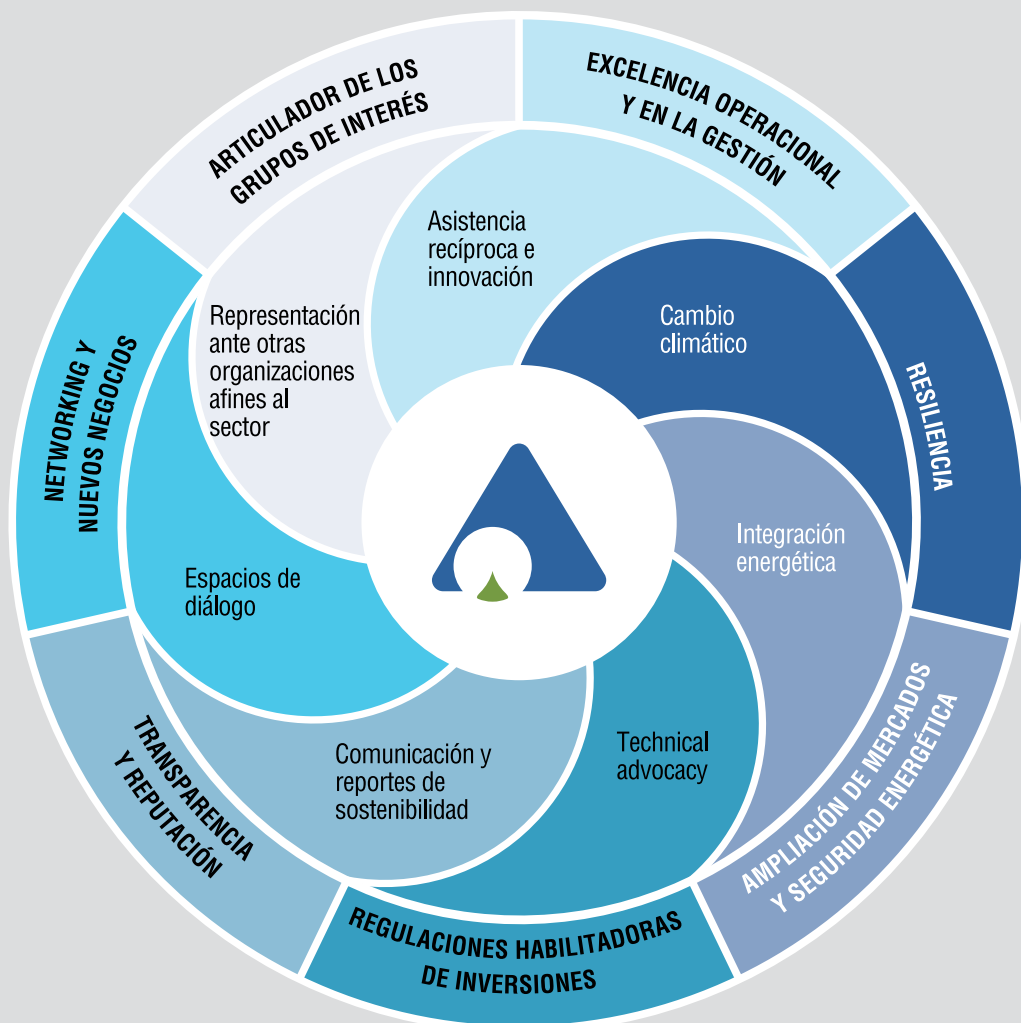 ARTICULADOR DE LOS
GRUPOS DE INTERÉS
EXCELENCIA OPERACIONAL
Y EN LA GESTIÓN
RESILIENCIA
AMPLIACIÓN DE MERCADOS
Y SEGURIDAD ENERGÉTICA
REGULACIONES HABILITADORAS
DE INVERSIONES
TRANSPARENCIA
Y REPUTACIÓN
NETWORKING Y
NUEVOS NEGOCIOS
Asistencia
recíproca e
innovación
Cambio
climático
Integración
energética
Technical
advocacy
Comunicación y
reportes de
sostenibilidad
Espacios de
diálogo
Representación
ante otras
organizaciones
afines al
sector